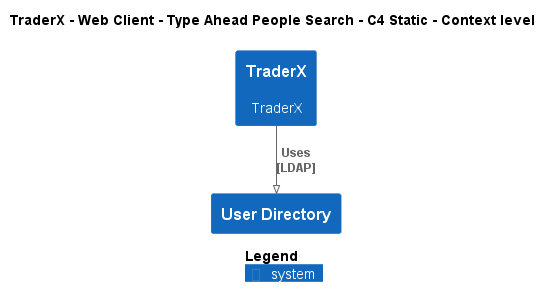 TraderX - Web Client - Type Ahead People Search - C4 Static - Context level
TraderX
TraderX
Uses
[LDAP]
User Directory
Legend
system